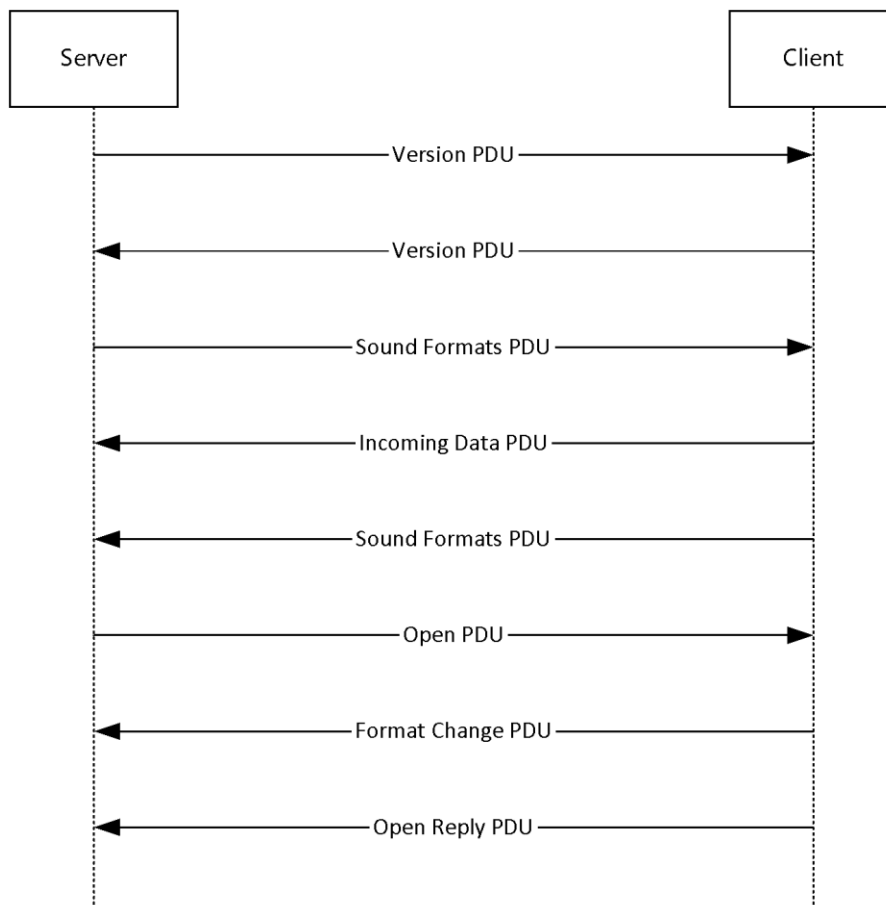 Server
Client
Version PDU
Version PDU
Sound Formats PDU
Incoming Data PDU
Sound Formats PDU
Open PDU
Format Change PDU
Open Reply PDU